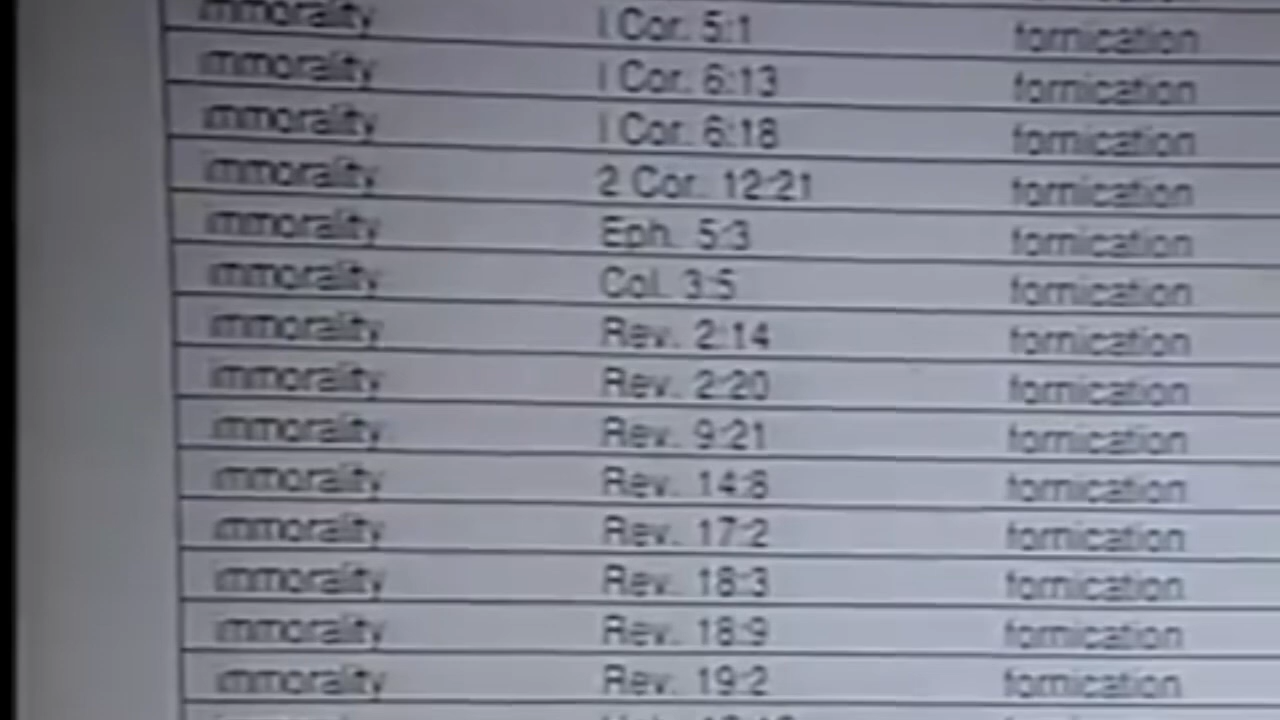 immorality I Cor. 5:1 fornication
immorality I Cor. 6:13 fornication
immorality I Cor. 6:18 fornication
immorality 2 Cor. 12:21 fornication
immorality Eph. 5:3 fornication
immorality Col. 3:5 fornication
immorality Rev. 2:14 fornication
immorality Rev. 2:20 fornication
immorality Rev. 9:21 fornication
immorality Rev. 14:8 fornication
immorality Rev. 17:2 fornication
immorality Rev. 18:3 fornication
immorality Rev. 18:9 fornication
immorality Rev. 19:2 fornication